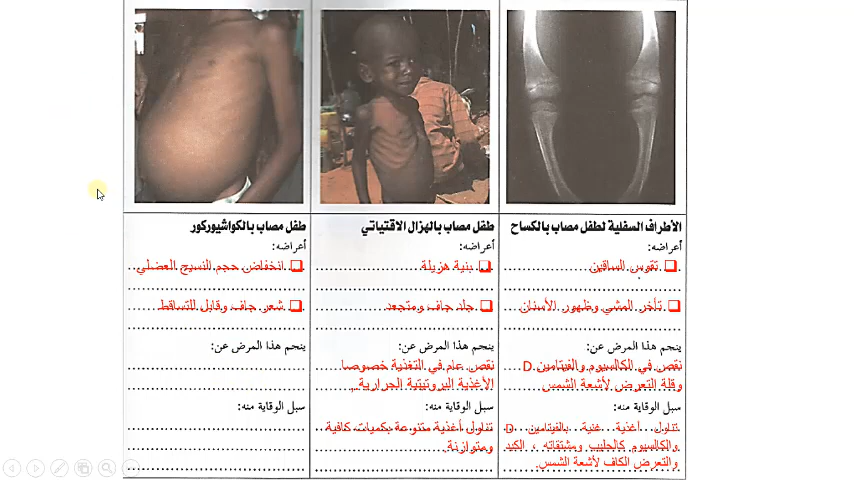 الأطراف السفلية لطفل مصاب بالكساح
أعراضه:
تقوس الساقين
تأخر المشي وظهور الأسنان
ينجم هذا المرض عن:
نقص في الكالسيوم والفيتامين D
وقلة التعرض لأشعة الشمس
سبل الوقاية منه:
تناول أغذية غنية بالفيتامين D
والكالسيوم كالحليب ومشتقاته ، الكبد
والتعرض الكاف لأشعة الشمس.
طفل مصاب بالهزال الاقتياتي
أعراضه:
بنية هزيلة
جلد جاف ومتجعد
ينجم هذا المرض عن:
نقص عام في التغذية خصوصا
الأغذية البروتيتية الحرارية.
سبل الوقاية منه:
تناول أغذية متنوعة بكميات كافية
ومتوازنة.
طفل مصاب بالكواشيوركور
أعراضه:
انخفاض حجم النسيج العضلي
شعر جاف وقابل للتساقط
ينجم هذا المرض عن:
سبل الوقاية منه: